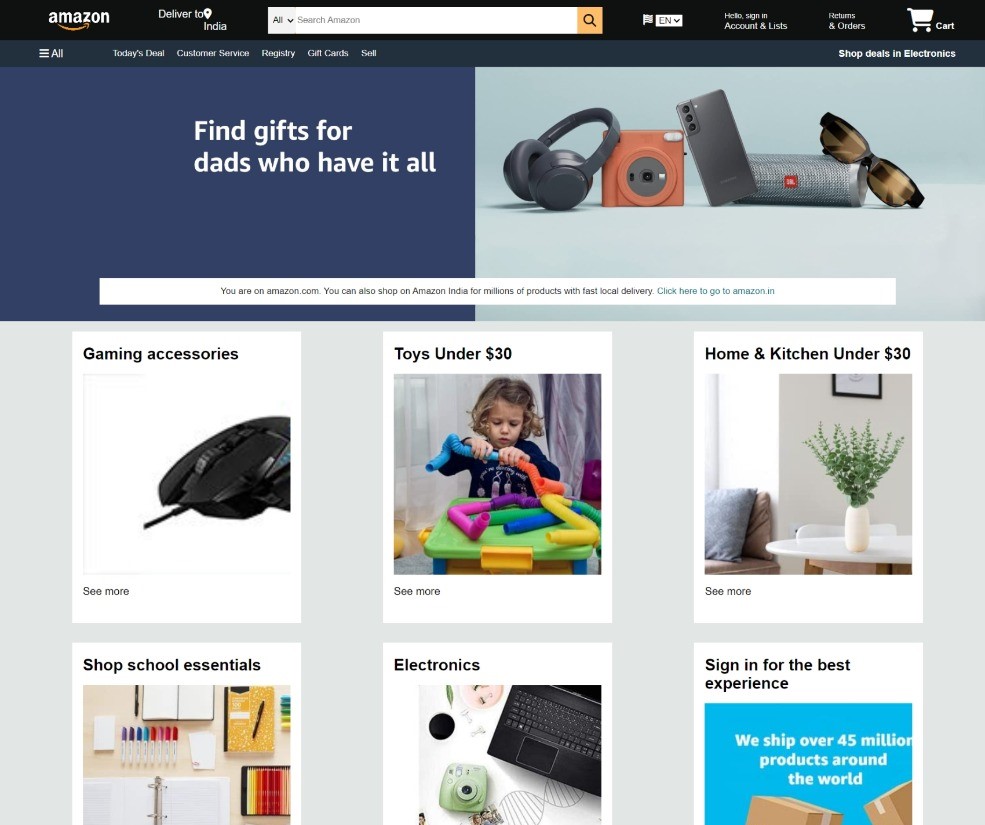 amazon
Deliver to
India
All
Search Amazon
EN
Hello, sign in
Account & Lists
Returns
& Orders
Cart
All
Today's Deal
Customer Service
Registry
Gift Cards
Sell
Shop deals in Electronics
Find gifts for
dads who have it all
JBL
You are on amazon.com. You can also shop on Amazon India for millions of products with fast local delivery. Click here to go to amazon.in
Gaming accessories
Toys Under $30
Home & Kitchen Under $30
See more
See more
See more
Shop school essentials
Electronics
Sign in for the best
experience
We ship over 45 million
products around
the world